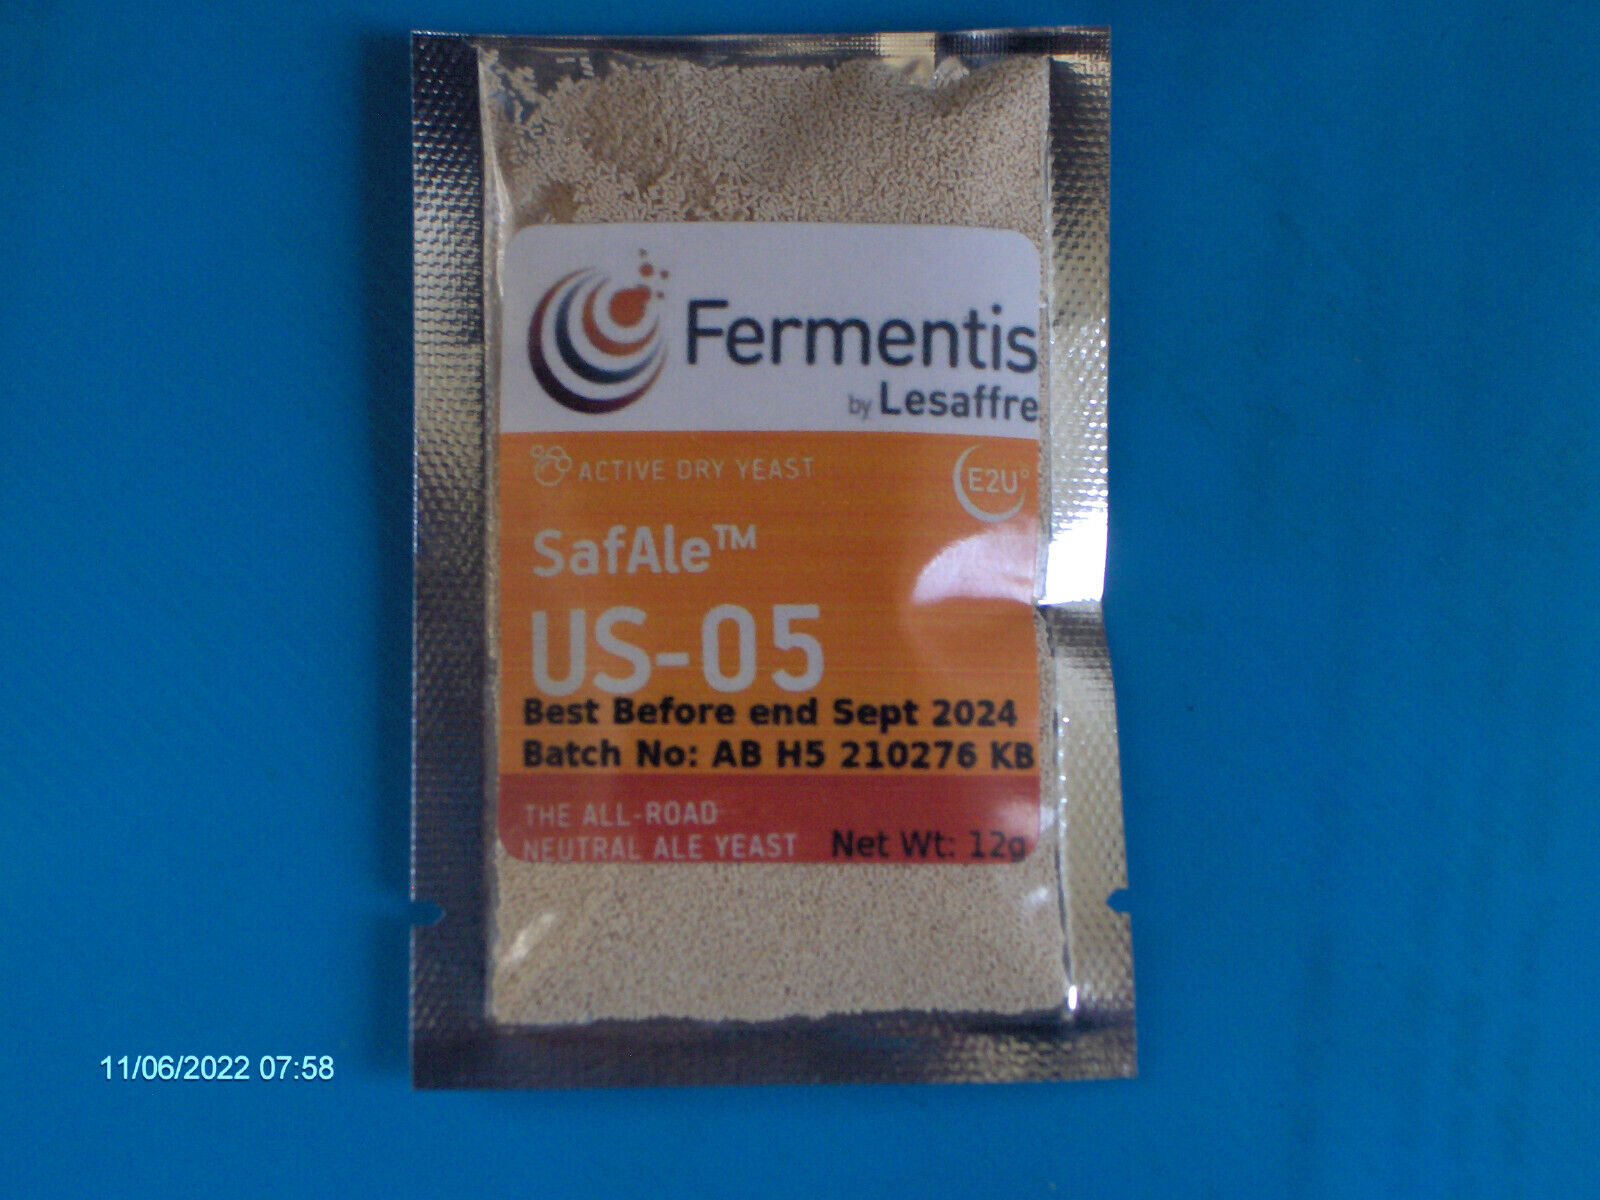 Fermentis
by Lesaffre
ACTIVE DRY YEAST
E2U°
SafAle™
US-05
Best Before end Sept 2024
Batch No: AB H5 210276 KB
THE ALL-ROAD
NEUTRAL ALE YEAST
Net Wt: 12g
11/06/2022 07:58